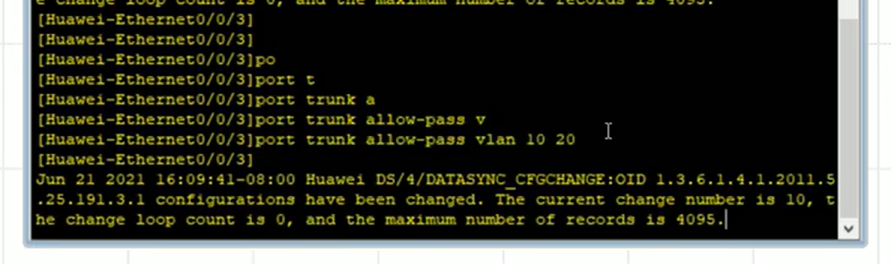 e change loop count is 0, and the maximum number of records is 4095.
[Huawei-Ethernet0/0/3]
[Huawei-Ethernet0/0/3]
[Huawei-Ethernet0/0/3]po
[Huawei-Ethernet0/0/3]port t
[Huawei-Ethernet0/0/3]port trunk a
[Huawei-Ethernet0/0/3]port trunk allow-pass v
[Huawei-Ethernet0/0/3]port trunk allow-pass vlan 10 20
[Huawei-Ethernet0/0/3]
Jun 21 2021 16:09:41-08:00 Huawei DS/4/DATASYNC_CFGCHANGE:OID 1.3.6.1.4.1.2011.5
.25.191.3.1 configurations have been changed. The current change number is 10, t
he change loop count is 0, and the maximum number of records is 4095.